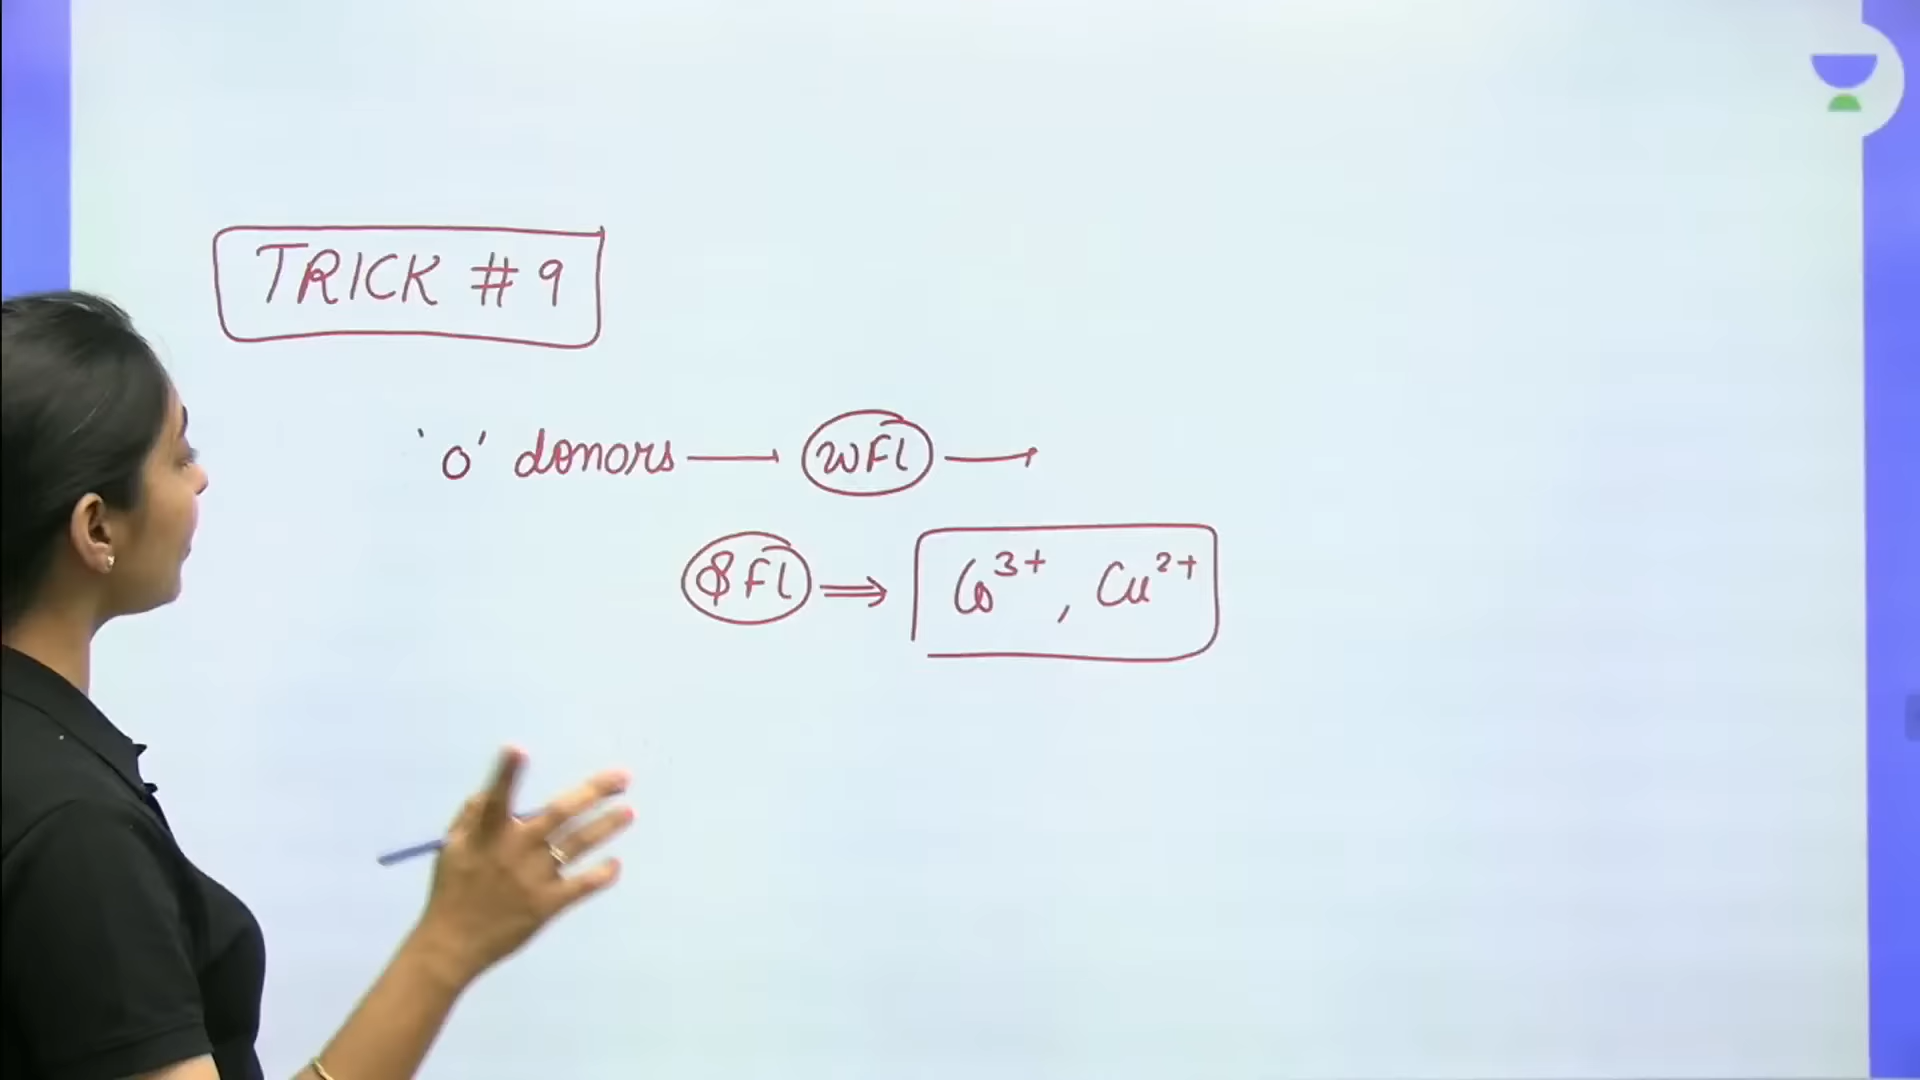 TRICK # 9
'o' donors → WFL →
SFL ⇒ Co³⁺, Cu²⁺